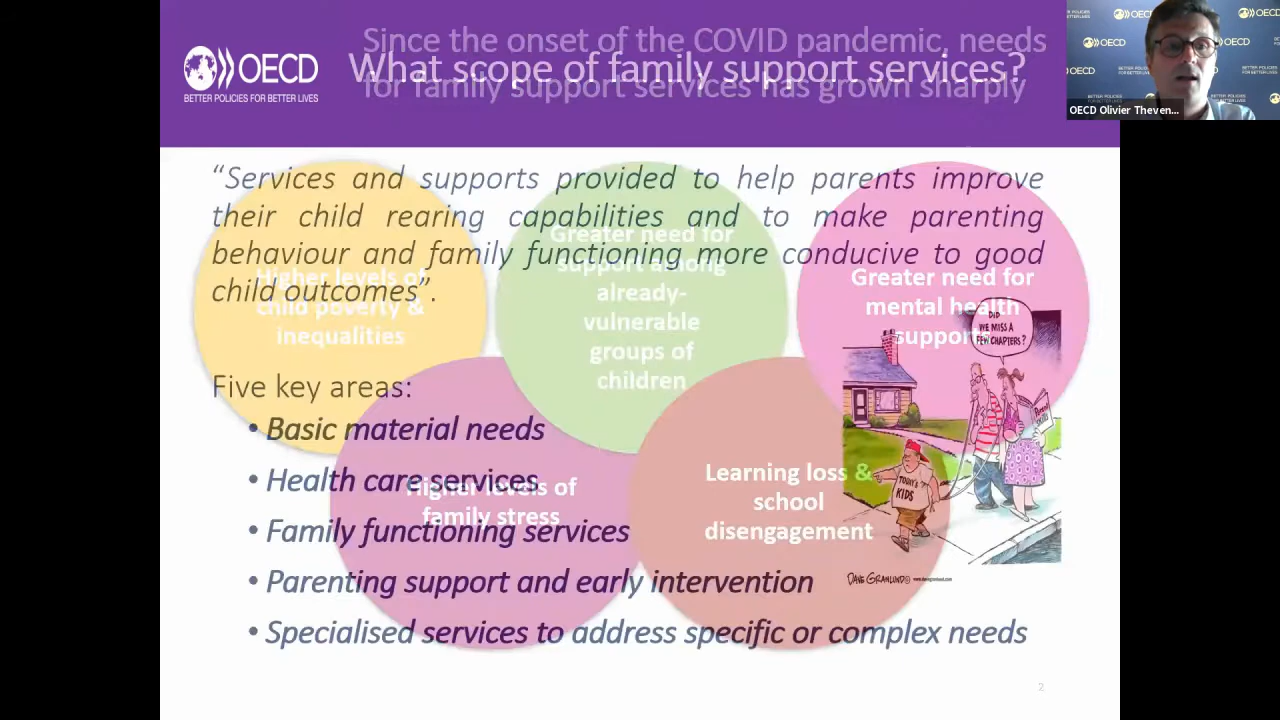 Since the onset of the COVID pandemic, needs
for family support services has grown sharply
What scope of family support services?
OECD
BETTER POLICIES FOR BETTER LIVES
OECD Olivier Theven...
“Services and supports provided to help parents improve
their child rearing capabilities and to make parenting
behaviour and family functioning more conducive to good
child outcomes”.
Higher levels of
child poverty &
inequalities
Greater need for
support among
already-
vulnerable
groups of
children
Greater need for
mental health
supports
DID
WE MISS A
FEW CHAPTERS?
Five key areas:
• Basic material needs
• Health care services
• Family functioning services
• Parenting support and early intervention
• Specialised services to address specific or complex needs
Higher levels of
family stress
Learning loss &
school
disengagement
TODAY'S
KIDS
DAVE GRANLUND© www.davegranlund.com
2